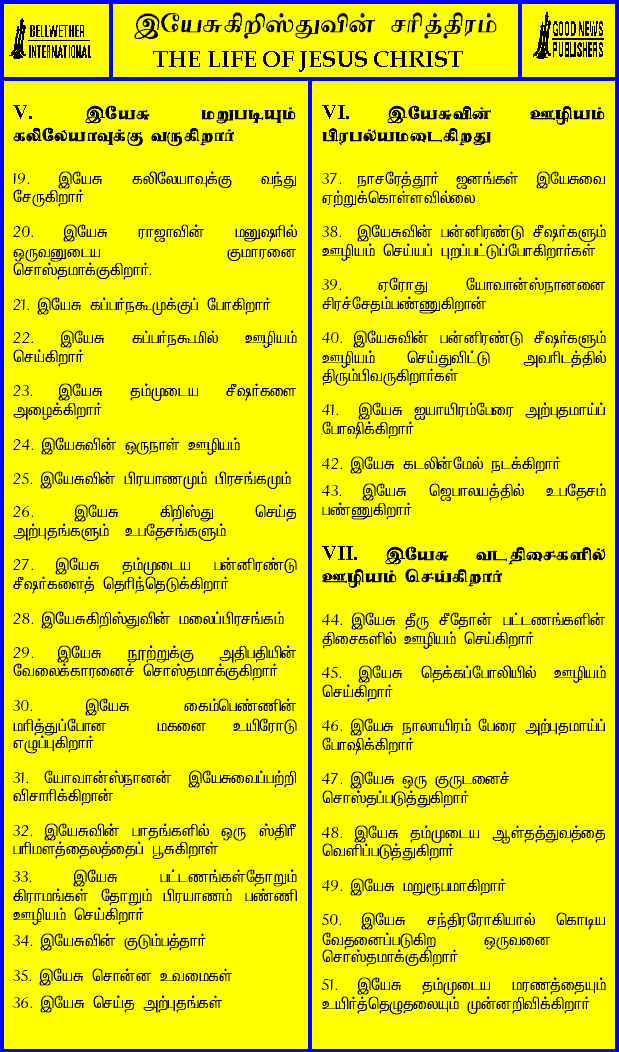 BELLWETHER
INTERNATIONAL
இயேசுகிறிஸ்துவின் சரித்திரம்
THE LIFE OF JESUS CHRIST
GOOD NEWS
PUBLISHERS
V. இயேசு மறுபடியும்
கலிலேயாவுக்கு வருகிறார்
19. இயேசு கலிலேயாவுக்கு வந்து
சேருகிறார்
20. இயேசு ராஜாவின் மனுஷரில்
ஒருவனுடைய குமாரனை
சொஸ்தமாக்குகிறார்.
21. இயேசு கப்பர்நகூமுக்குப் போகிறார்
22. இயேசு கப்பர்நகூமில் ஊழியம்
செய்கிறார்
23. இயேசு தம்முடைய சீஷர்களை
அழைக்கிறார்
24. இயேசுவின் ஒருநாள் ஊழியம்
25. இயேசுவின் பிரயாணமும் பிரசங்கமும்
26. இயேசு கிறிஸ்து செய்த
அற்புதங்களும் உபதேசங்களும்
27. இயேசு தம்முடைய பன்னிரண்டு
சீஷர்களைத் தெரிந்தெடுக்கிறார்
28. இயேசுகிறிஸ்துவின் மலைப்பிரசங்கம்
29. இயேசு நூற்றுக்கு அதிபதியின்
வேலைக்காரனைச் சொஸ்தமாக்குகிறார்
30. இயேசு கைம்பெண்ணின்
மரித்துப்போன மகனை உயிரோடு
எழுப்புகிறார்
31. யோவான்ஸ்நானன் இயேசுவைப்பற்றி
விசாரிக்கிறான்
32. இயேசுவின் பாதங்களில் ஒரு ஸ்திரீ
பரிமளத்தைலத்தைப் பூசுகிறாள்
33. இயேசு பட்டணங்கள்தோறும்
கிராமங்கள் தோறும் பிரயாணம் பண்ணி
ஊழியம் செய்கிறார்
34. இயேசுவின் குடும்பத்தார்
35. இயேசு சொன்ன உவமைகள்
36. இயேசு செய்த அற்புதங்கள்
VI. இயேசுவின் ஊழியம்
பிரபல்யமடைகிறது
37. நாசரேத்தூர் ஜனங்கள் இயேசுவை
ஏற்றுக்கொள்ளவில்லை
38. இயேசுவின் பன்னிரண்டு சீஷர்களும்
ஊழியம் செய்யப் புறப்பட்டுப்போகிறார்கள்
39. ஏரோது யோவான்ஸ்நானனை
சிரச்சேதம்பண்ணுகிறான்
40. இயேசுவின் பன்னிரண்டு சீஷர்களும்
ஊழியம் செய்துவிட்டு அவரிடத்தில்
திரும்பிவருகிறார்கள்
41. இயேசு ஐயாயிரம்பேரை அற்புதமாய்ப்
போஷிக்கிறார்
42. இயேசு கடலின்மேல் நடக்கிறார்
43. இயேசு ஜெபாலயத்தில் உபதேசம்
பண்ணுகிறார்
VII. இயேசு வடதிசைகளில்
ஊழியம் செய்கிறார்
44. இயேசு தீரு சீதோன் பட்டணங்களின்
திசைகளில் ஊழியம் செய்கிறார்
45. இயேசு தெக்கப்போலியில் ஊழியம்
செய்கிறார்
46. இயேசு நாலாயிரம் பேரை அற்புதமாய்ப்
போஷிக்கிறார்
47. இயேசு ஒரு குருடனைச்
சொஸ்தப்படுத்துகிறார்
48. இயேசு தம்முடைய ஆள்தத்துவத்தை
வெளிப்படுத்துகிறார்
49. இயேசு மறுரூபமாகிறார்
50. இயேசு சந்திரரோகியால் கொடிய
வேதனைப்படுகிற ஒருவனை
சொஸ்தமாக்குகிறார்
51. இயேசு தம்முடைய மரணத்தையும்
உயிர்த்தெழுதலையும் முன்னறிவிக்கிறார்